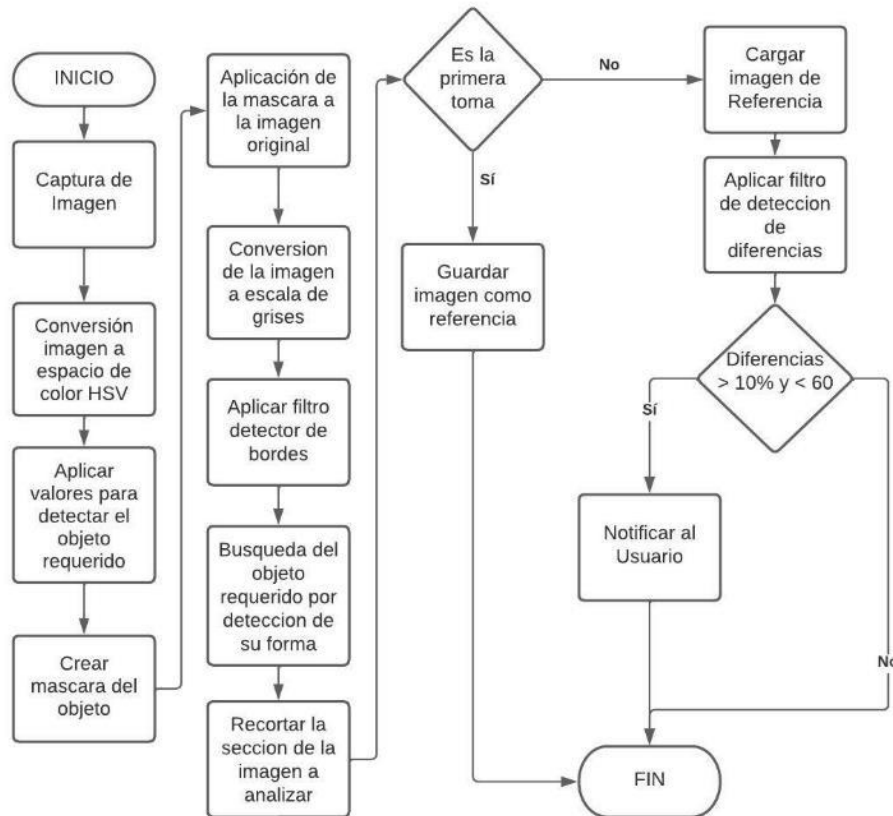 INICIO
Captura de
Imagen
Conversión
imagen a
espacio de
color HSV
Aplicar
valores para
detectar el
objeto
requerido
Crear
mascara del
objeto
Aplicación de
la mascara a
la imagen
original
Conversion
de la imagen
a escala de
grises
Aplicar filtro
detector de
bordes
Busqueda del
objeto
requerido por
deteccion de
su forma
Recortar la
seccion de la
imagen a
analizar
Es la
primera
toma
No
Sí
Guardar
imagen como
referencia
Cargar
imagen de
Referencia
Aplicar filtro
de deteccion
de
diferencias
Diferencias
> 10% y < 60
Sí
No
Notificar al
Usuario
FIN